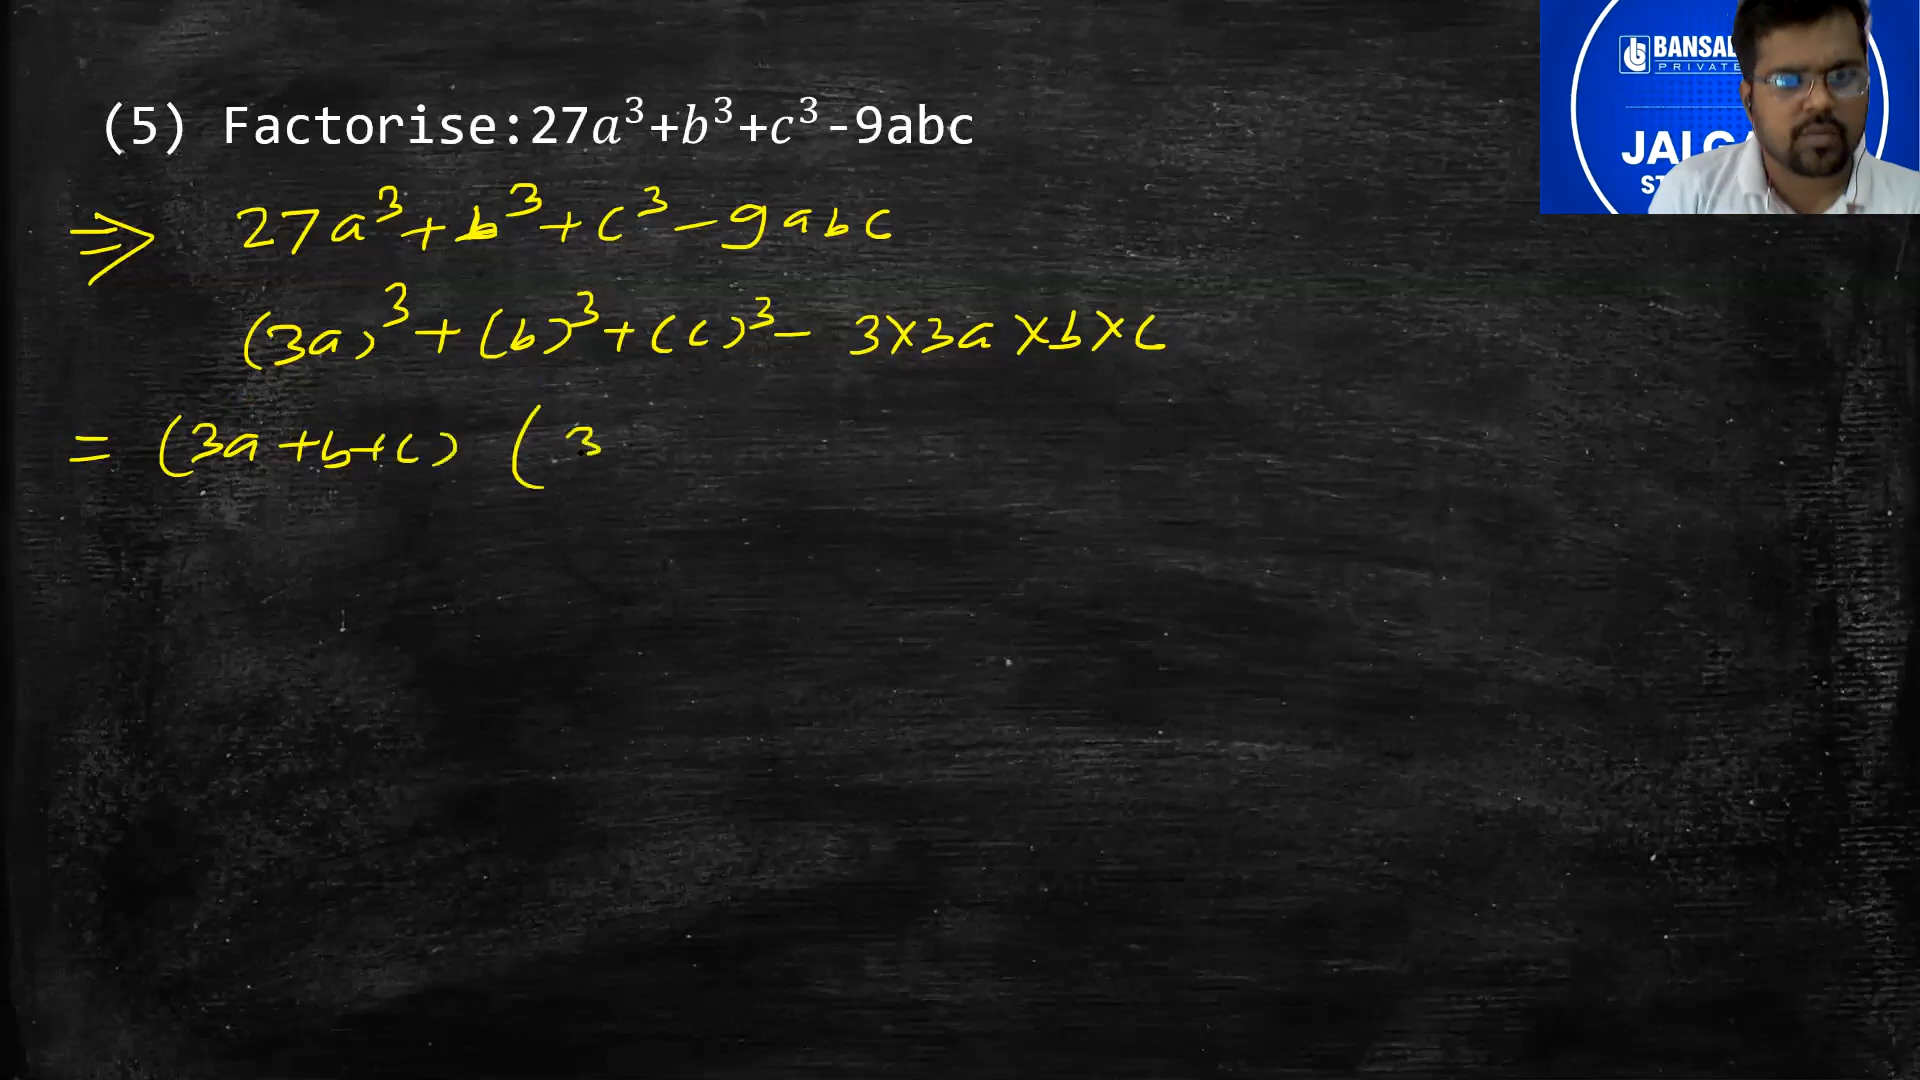 (5) Factorise:27a³+b³+c³-9abc
⇒ 27a³+b³+c³-9abc
(3a)³+(b)³+(c)³- 3×3a×b×c
= (3a+b+c) (3
BANSAL
PRIVATE